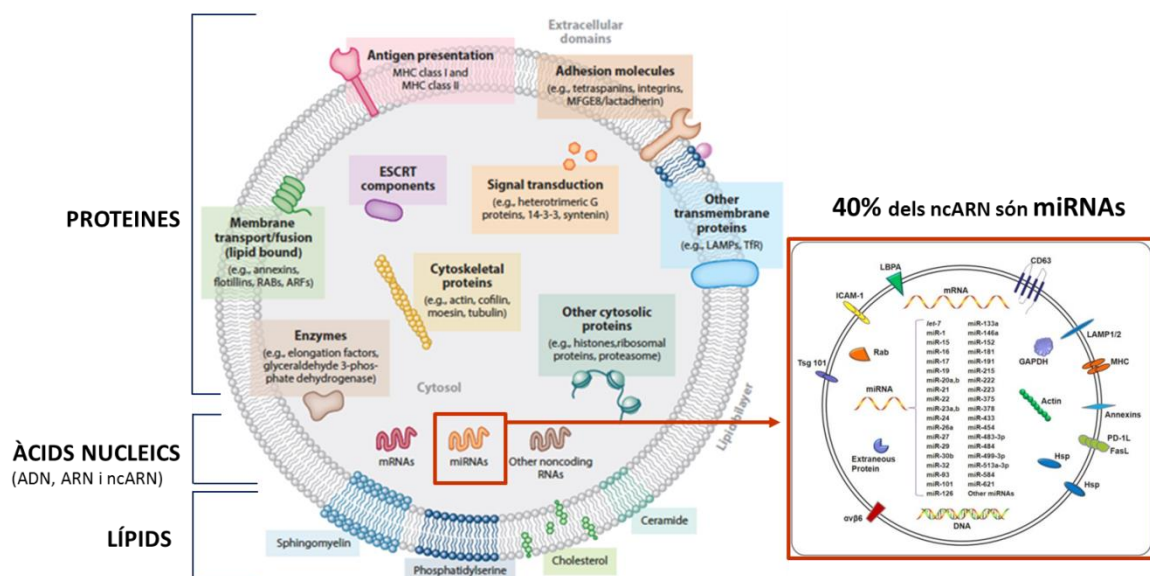 PROTEINES
ÀCIDS NUCLEICS
(ADN, ARN i ncARN)
LÍPIDS
Extracellular
domains
Antigen presentation
MHC class I and
MHC class II
Adhesion molecules
(e.g., tetraspanins, integrins,
MFGE8/lactadherin)
ESCRT
components
Signal transduction
(e.g., heterotrimeric G
proteins, 14-3-3, syntenin)
Membrane
transport/fusion
(lipid bound)
(e.g., annexins,
flotillins, RABs, ARFs)
Other
transmembrane
proteins
(e.g., LAMPs, TfR)
Cytoskeletal
proteins
(e.g., actin, cofilin,
moesin, tubulin)
Enzymes
(e.g., elongation factors,
glyceraldehyde 3-phos-
phate dehydrogenase)
Other cytosolic
proteins
(e.g., histones,ribosomal
proteins, proteasome)
Cytosol
Lipid bilayer
mRNAs
miRNAs
Other noncoding
RNAs
Sphingomyelin
Phosphatidylserine
Cholesterol
Ceramide
40% dels ncARN són miRNAs
LBPA
CD63
ICAM-1
mRNA
LAMP1/2
Tsg 101
Rab
GAPDH
MHC
miRNA
Actin
Annexins
Extraneous
Protein
PD-1L
FasL
Hsp
Hsp
αvβ6
DNA
let-7 miR-133a
miR-1 miR-146a
miR-15 miR-152
miR-16 miR-181
miR-17 miR-191
miR-19 miR-215
miR-20a,b miR-222
miR-21 miR-223
miR-22 miR-375
miR-23a,b miR-378
miR-24 miR-433
miR-26a miR-454
miR-27 miR-483-3p
miR-29 miR-484
miR-30b miR-499-3p
miR-32 miR-513a-3p
miR-93 miR-584
miR-101 miR-621
miR-126 Other miRNAs